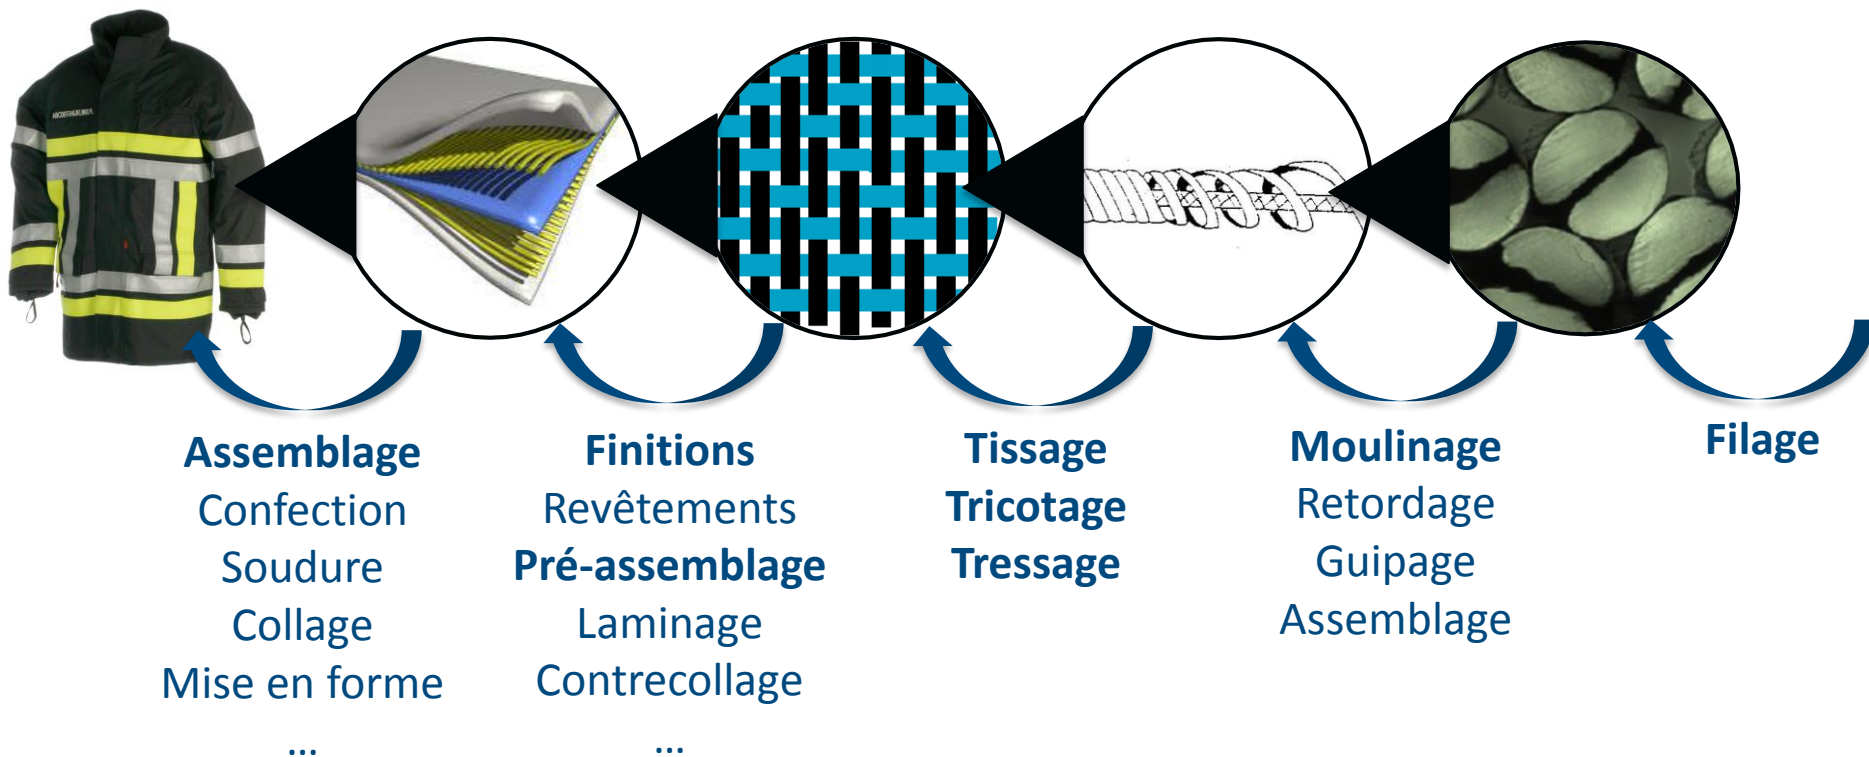 Assemblage
Confection
Soudure
Collage
Mise en forme
...
Finitions
Revêtements
Pré-assemblage
Laminage
Contrecollage
...
Tissage
Tricotage
Tressage
Moulinage
Retordage
Guipage
Assemblage
Filage